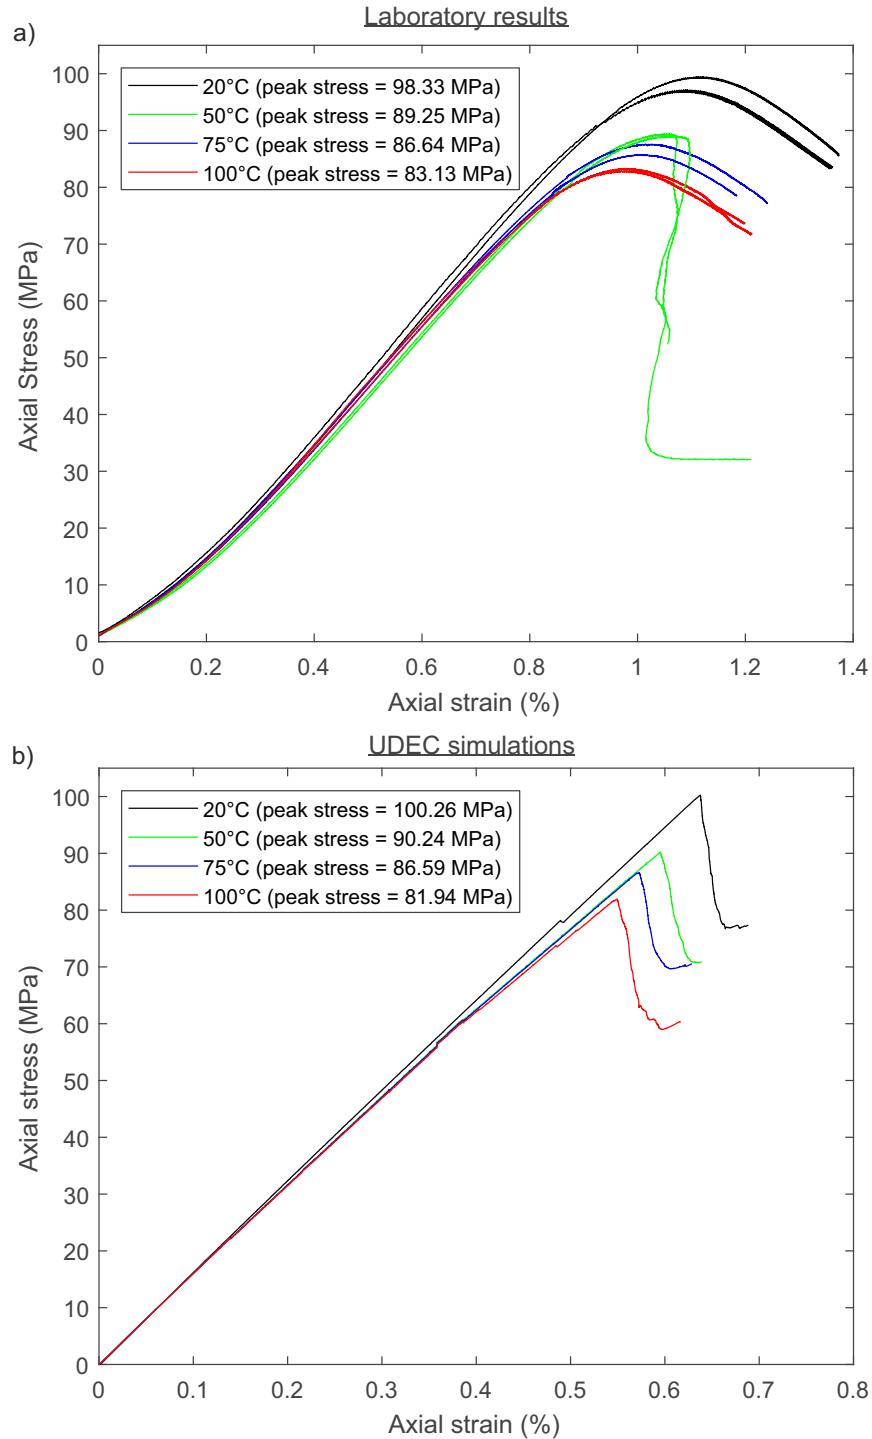 Laboratory results
a)
20°C (peak stress = 98.33 MPa)
50°C (peak stress = 89.25 MPa)
75°C (peak stress = 86.64 MPa)
100°C (peak stress = 83.13 MPa)
100
90
80
70
60
50
40
30
20
10
0
Axial Stress (MPa)
0 0.2 0.4 0.6 0.8 1 1.2 1.4
Axial strain (%)
UDEC simulations
b)
20°C (peak stress = 100.26 MPa)
50°C (peak stress = 90.24 MPa)
75°C (peak stress = 86.59 MPa)
100°C (peak stress = 81.94 MPa)
100
90
80
70
60
50
40
30
20
10
0
Axial stress (MPa)
0 0.1 0.2 0.3 0.4 0.5 0.6 0.7 0.8
Axial strain (%)